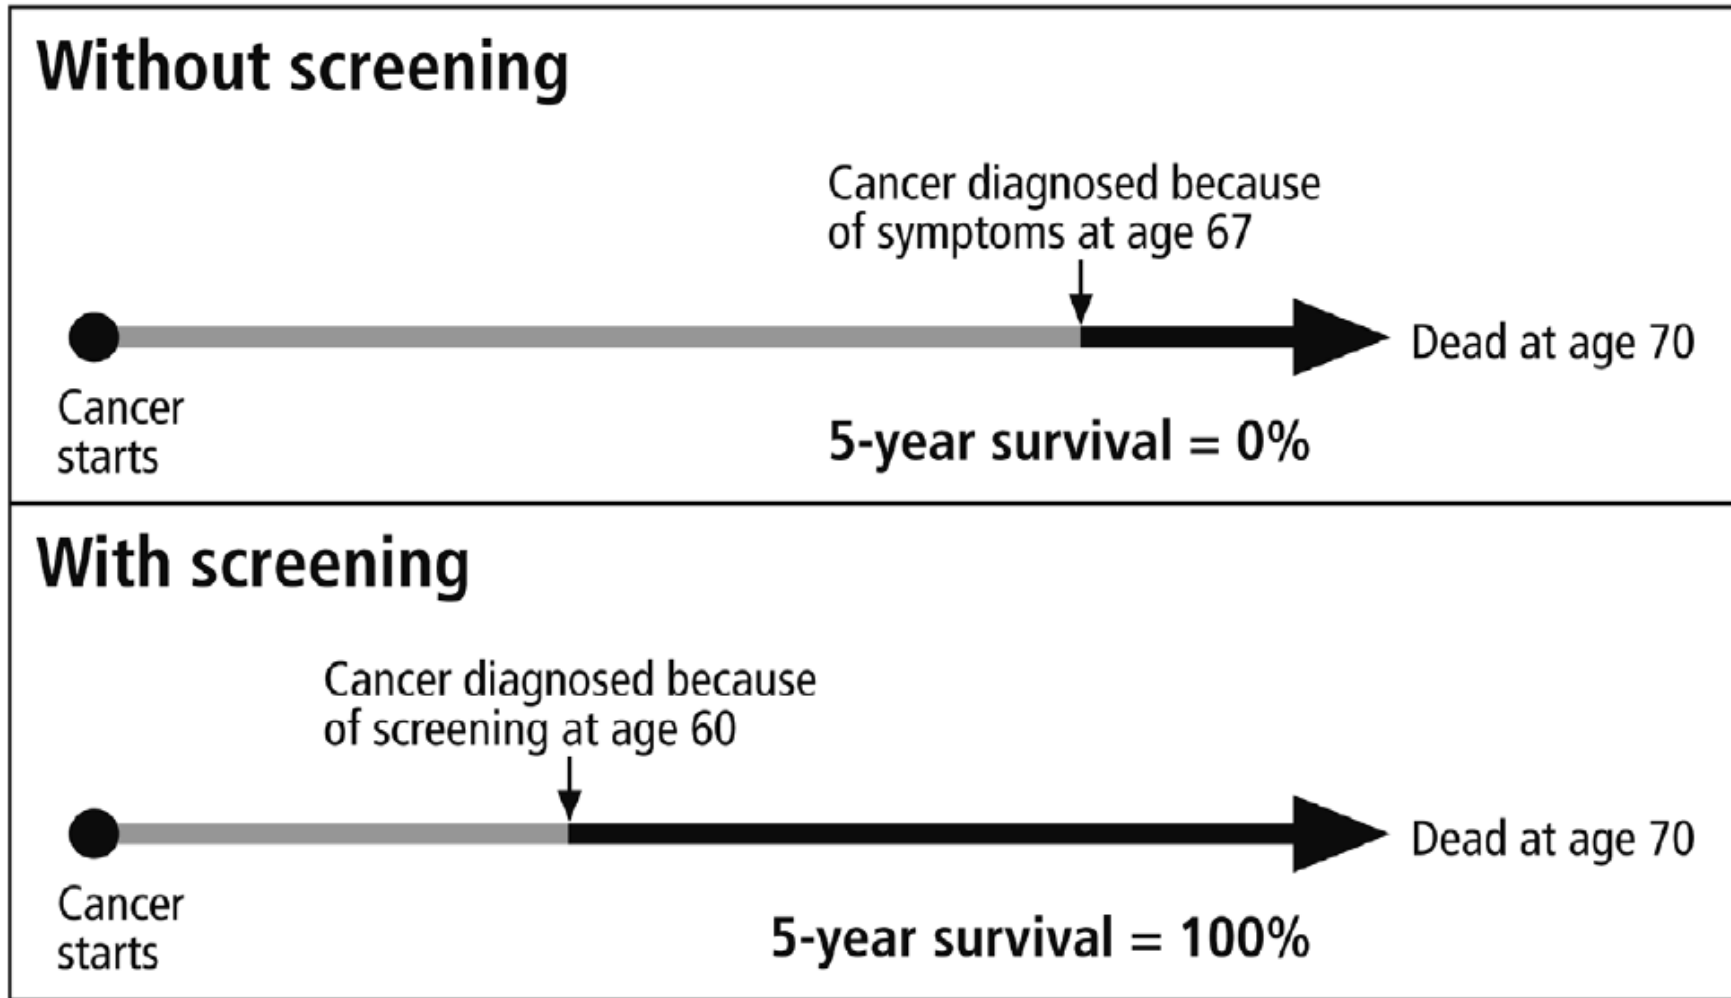 Without screening
Cancer diagnosed because
of symptoms at age 67
Dead at age 70
Cancer
starts
5-year survival = 0%
With screening
Cancer diagnosed because
of screening at age 60
Dead at age 70
Cancer
starts
5-year survival = 100%